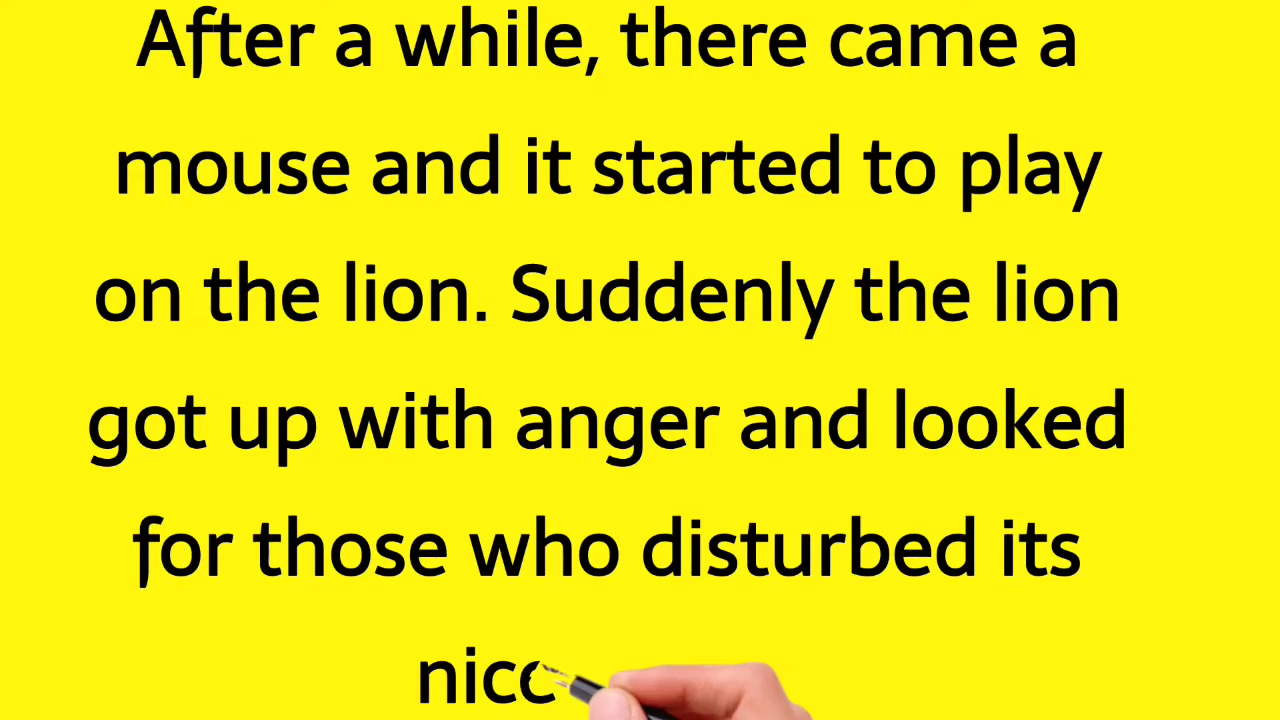 After a while, there came a
mouse and it started to play
on the lion. Suddenly the lion
got up with anger and looked
for those who disturbed its